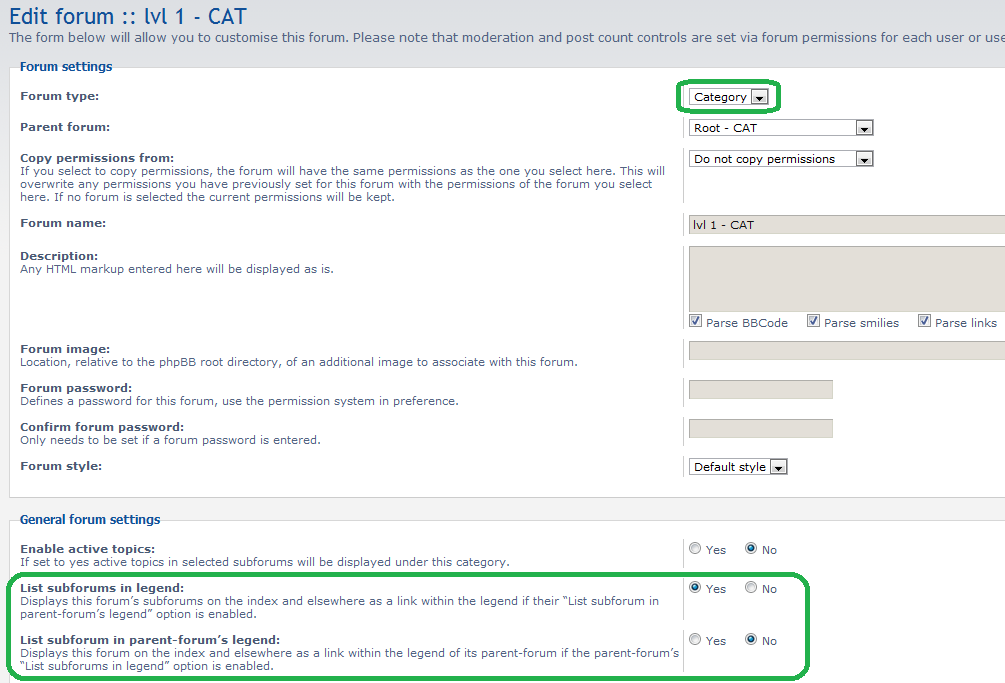 Edit forum :: lvl 1 - CAT
The form below will allow you to customise this forum. Please note that moderation and post count controls are set via forum permissions for each user or
Forum settings
Forum type:
Category
Parent forum:
Root - CAT
Copy permissions from:
If you select to copy permissions, the forum will have the same permissions as the one you select here. This will
overwrite any permissions you have previously set for this forum with the permissions of the forum you select
here. If no forum is selected the current permissions will be kept.
Do not copy permissions
Forum name:
lvl 1 - CAT
Description:
Any HTML markup entered here will be displayed as is.
Parse BBCode Parse smilies Parse links
Forum image:
Location, relative to the phpBB root directory, of an additional image to associate with this forum.
Forum password:
Defines a password for this forum, use the permission system in preference.
Confirm forum password:
Only needs to be set if a forum password is entered.
Forum style:
Default style
General forum settings
Enable active topics:
If set to yes active topics in selected subforums will be displayed under this category.
Yes No
List subforums in legend:
Displays this forum's subforums on the index and elsewhere as a link within the legend if their “List subforum in
parent-forum's legend” option is enabled.
Yes No
List subforum in parent-forum's legend:
Displays this forum on the index and elsewhere as a link within the legend of its parent-forum if the parent-forum's
“List subforums in legend” option is enabled.
Yes No